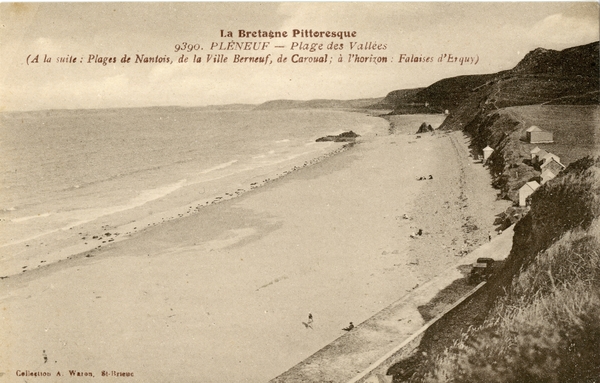 La Bretagne Pittoresque
9390. PLÉNEUF — Plage des Vallées
(A la suite : Plages de Nantois, de la Ville Berneuf, de Caroual ; à l'horizon : Falaises d'Erquy)
Collection A. Waron, St-Brieuc